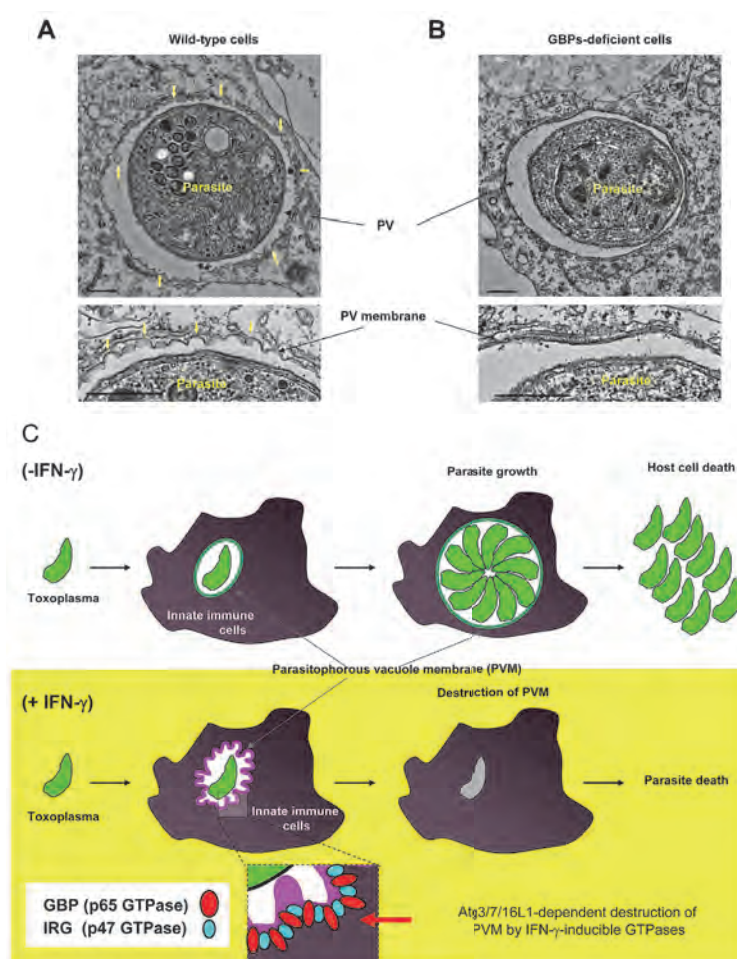 A
Wild-type cells
B
GBPs-deficient cells
Parasite
Parasite
PV
PV membrane
Parasite
Parasite
C
(-IFN-γ)
Parasite growth
Host cell death
Toxoplasma
Innate immune
cells
Parasitophorous vacuole membrane (PVM)
(+ IFN-γ)
Destruction of PVM
Toxoplasma
Innate immune
cells
Parasite death
GBP (p65 GTPase)
IRG (p47 GTPase)
Atg3/7/16L1-dependent destruction of
PVM by IFN-γ-inducible GTPases